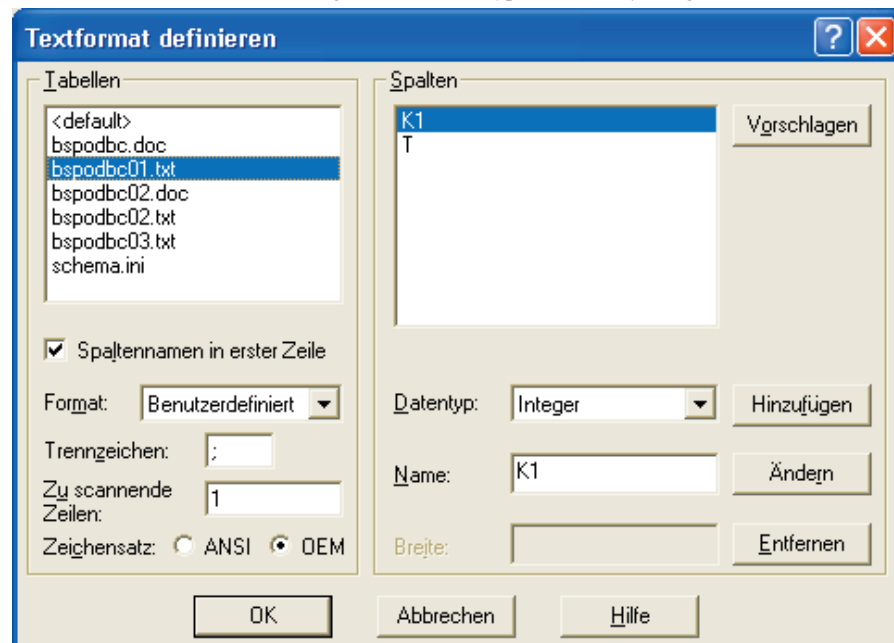 Textformat definieren
Tabellen
<default>
bspodbc.doc
bspodbc01.txt
bspodbc02.doc
bspodbc02.txt
bspodbc03.txt
schema.ini
Spaltennamen in erster Zeile
Format: Benutzerdefiniert
Trennzeichen: ;
Zu scannende
Zeilen: 1
Zeichensatz: ANSI OEM
Spalten
K1
T
Vorschlagen
Datentyp: Integer Hinzufügen
Name: K1 Ändern
Breite: Entfernen
OK Abbrechen Hilfe